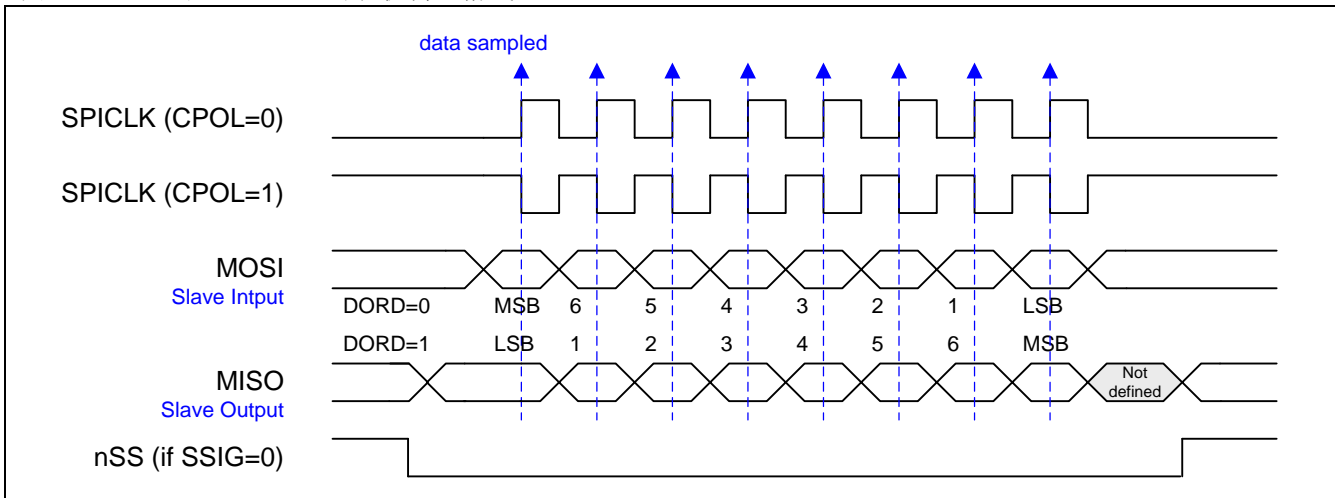 data sampled
SPICLK (CPOL=0)
SPICLK (CPOL=1)
MOSI
Slave Intput
DORD=0 MSB 6 5 4 3 2 1 LSB
DORD=1 LSB 1 2 3 4 5 6 MSB
MISO
Slave Output
Not
defined
nSS (if SSIG=0)